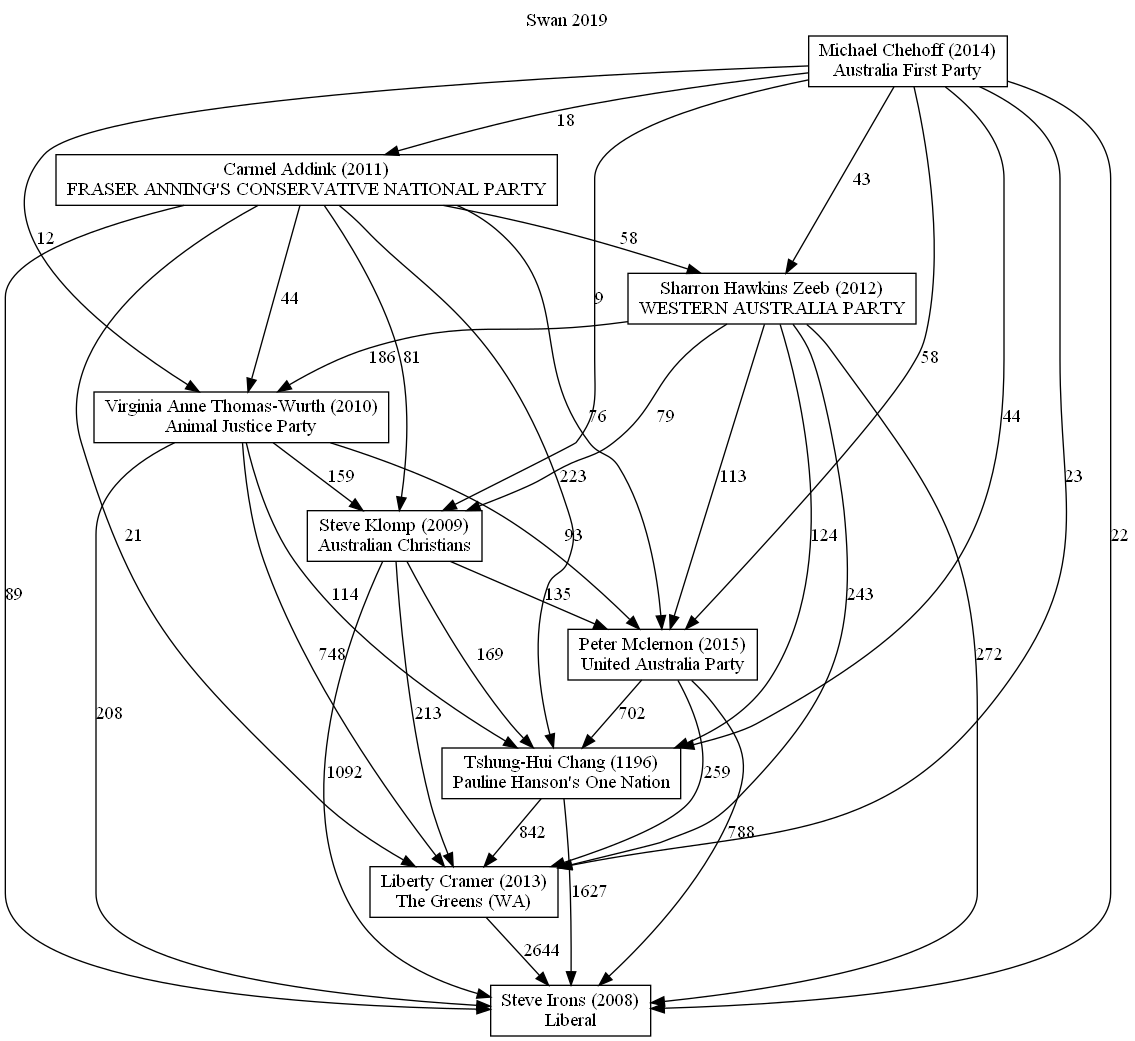 Swan 2019
Michael Chehoff (2014)
Australia First Party
18
Carmel Addink (2011)
FRASER ANNING'S CONSERVATIVE NATIONAL PARTY
43
12
58
Sharron Hawkins Zeeb (2012)
WESTERN AUSTRALIA PARTY
44
9
186
81
58
Virginia Anne Thomas-Wurth (2010)
Animal Justice Party
76
79
44
159
223
113
23
Steve Klomp (2009)
Australian Christians
21
93
124
22
89
114
135
243
Peter Mclernon (2015)
United Australia Party
748
169
272
208
213
702
Tshung-Hui Chang (1196)
Pauline Hanson's One Nation
1092
259
842
788
Liberty Cramer (2013)
The Greens (WA)
1627
2644
Steve Irons (2008)
Liberal